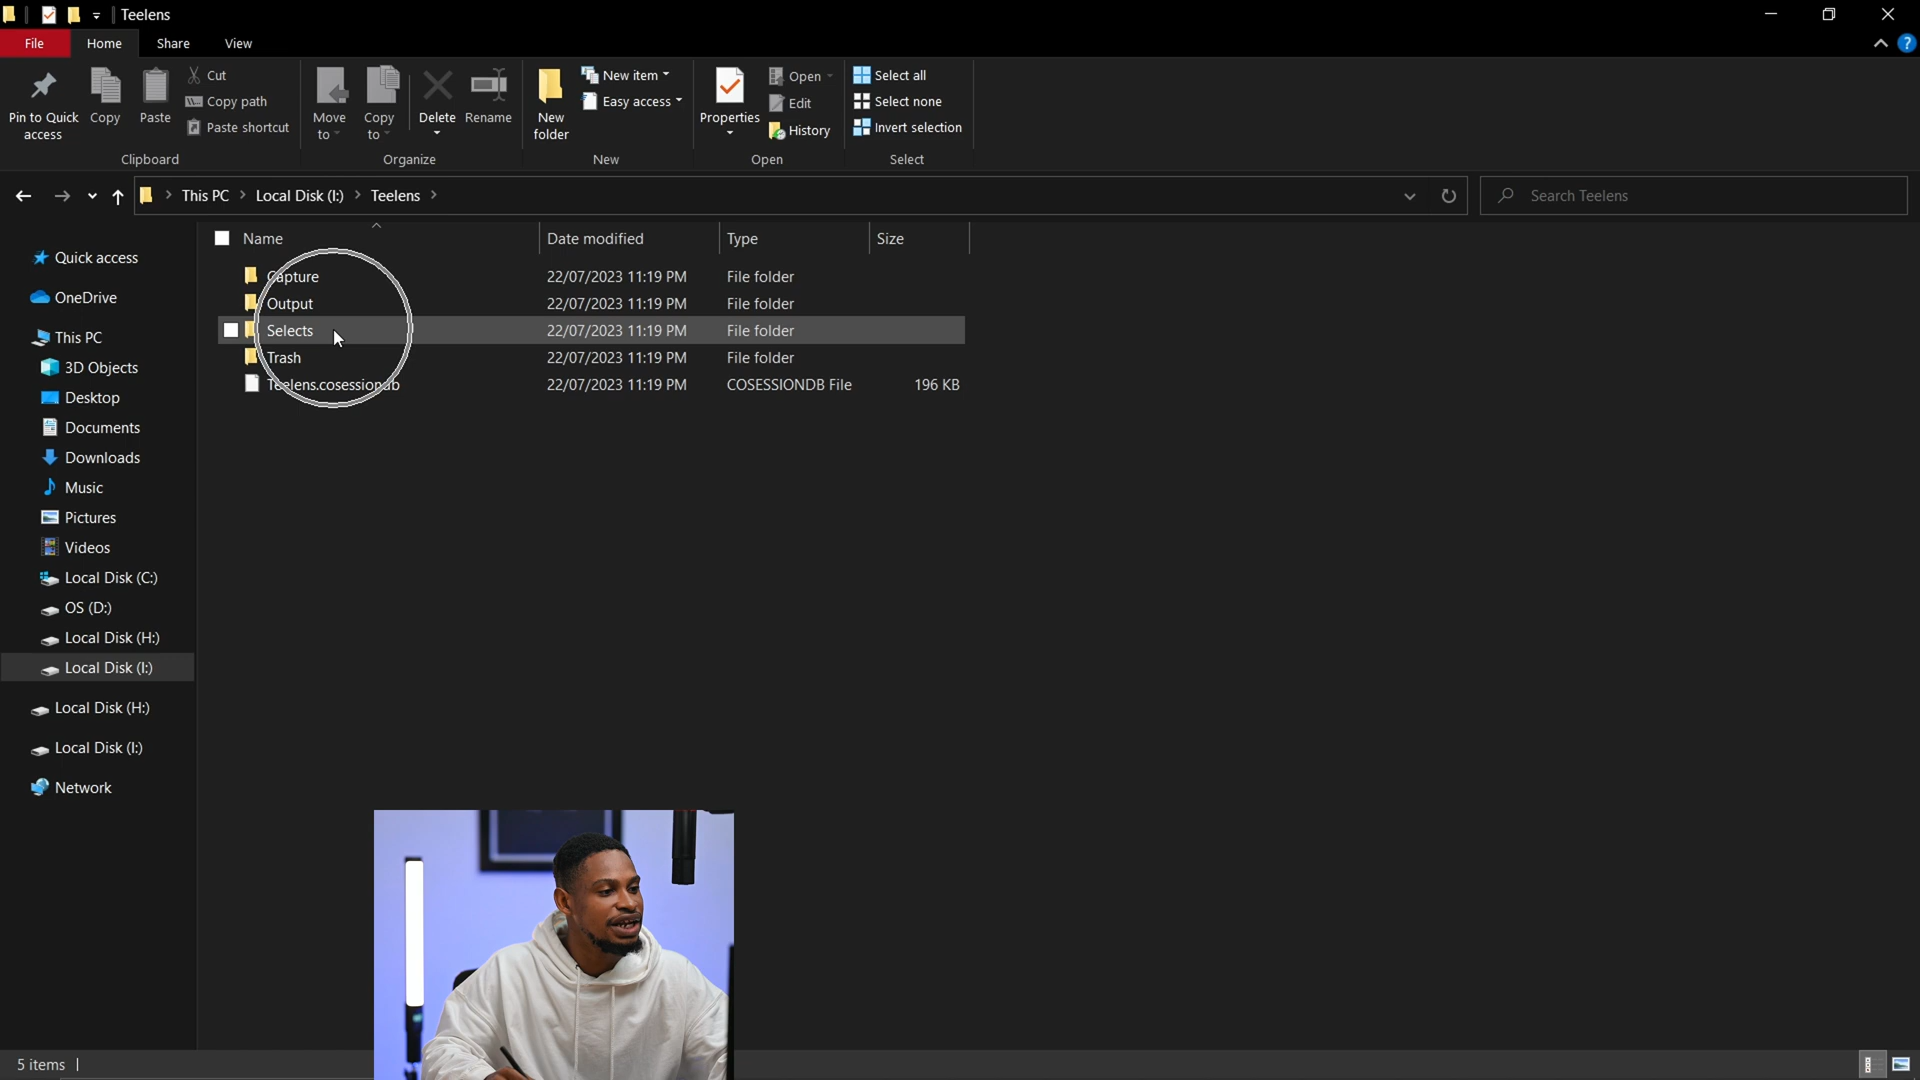 Teelens
File
Home
Share
View
Pin to Quick access
Copy
Paste
Cut
Copy path
Paste shortcut
Clipboard
Move to
Copy to
Delete
Rename
Organize
New folder
New item
Easy access
New
Properties
Open
Edit
History
Open
Select all
Select none
Invert selection
Select
This PC > Local Disk (I:) > Teelens >
Search Teelens
Name
Date modified
Type
Size
Capture 22/07/2023 11:19 PM File folder
Output 22/07/2023 11:19 PM File folder
Selects 22/07/2023 11:19 PM File folder
Trash 22/07/2023 11:19 PM File folder
Teelens.cosessiondb 22/07/2023 11:19 PM COSESSIONDB File 196 KB
Quick access
OneDrive
This PC
3D Objects
Desktop
Documents
Downloads
Music
Pictures
Videos
Local Disk (C:)
OS (D:)
Local Disk (H:)
Local Disk (I:)
Local Disk (H:)
Local Disk (I:)
Network
5 items